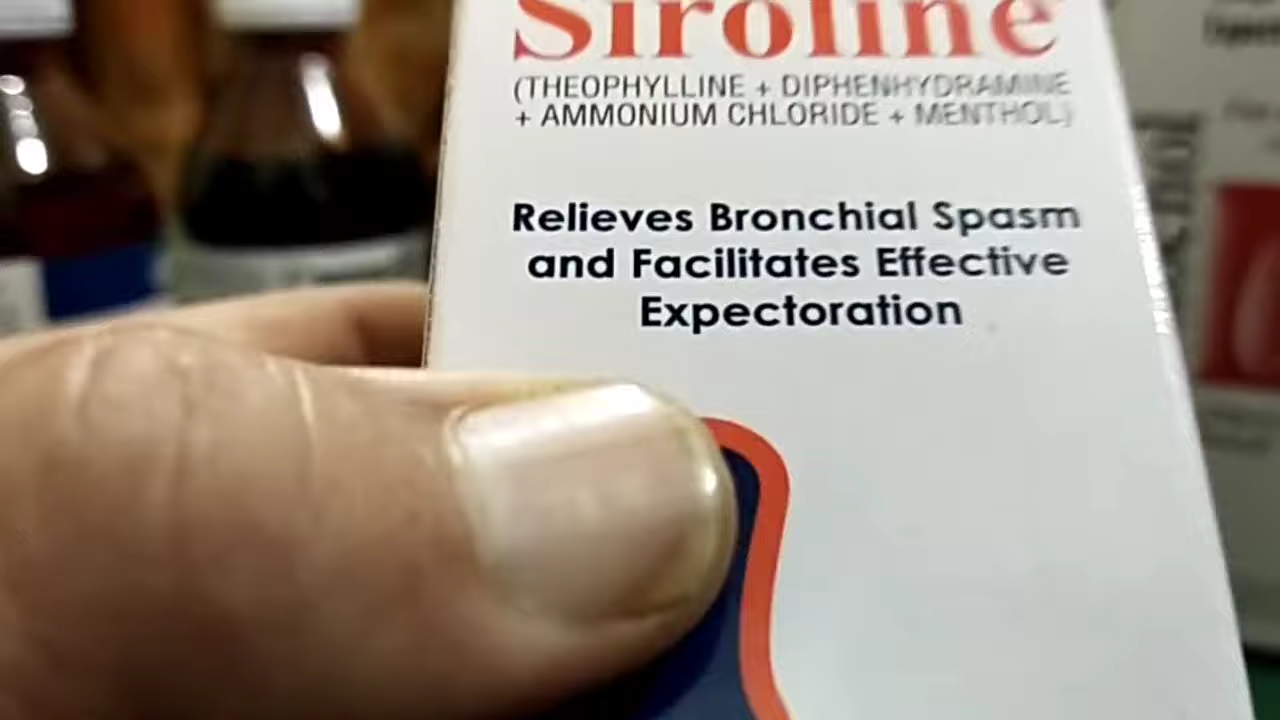 Siroline
(THEOPHYLLINE + DIPHENHYDRAMINE
+ AMMONIUM CHLORIDE + MENTHOL)
Relieves Bronchial Spasm
and Facilitates Effective
Expectoration